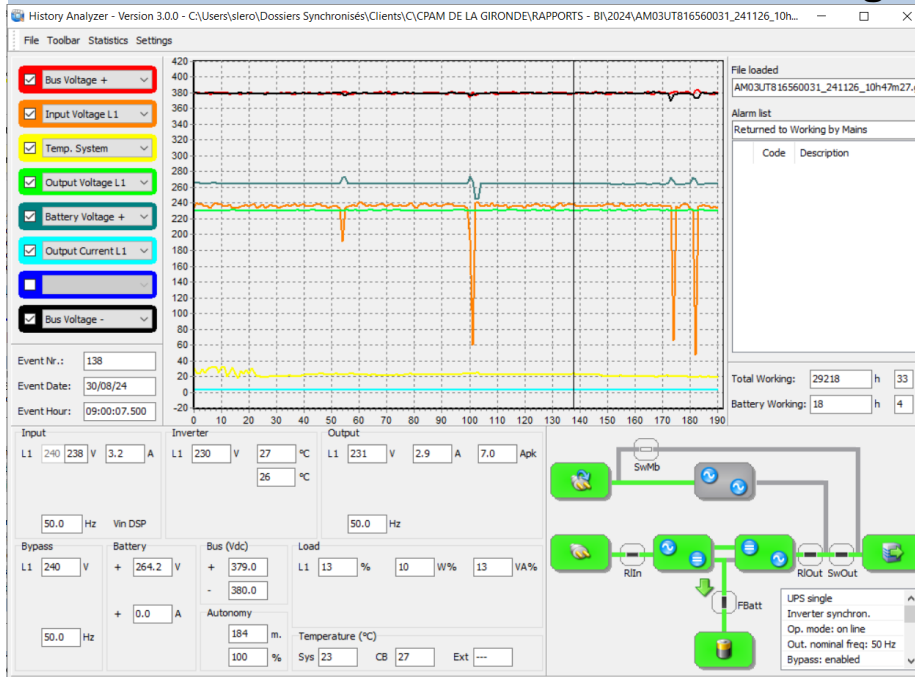 History Analyzer - Version 3.0.0 - C:\Users\slero\Dossiers Synchronisés\Clients\C\CPAM DE LA GIRONDE\RAPPORTS - BI\2024\AM03UT816560031_241126_10h...
File Toolbar Statistics Settings
Bus Voltage +
Input Voltage L1
Temp. System
Output Voltage L1
Battery Voltage +
Output Current L1
Bus Voltage -
Event Nr.: 138
Event Date: 30/08/24
Event Hour: 09:00:07.500
420
400
380
360
340
320
300
280
260
240
220
200
180
160
140
120
100
80
60
40
20
0
-20
0 10 20 30 40 50 60 70 80 90 100 110 120 130 140 150 160 170 180 190
File loaded
AM03UT816560031_241126_10h47m27.g
Alarm list
Returned to Working by Mains
Code Description
Total Working: 29218 h 33
Battery Working: 18 h 4
Input
L1 240 238 V 3.2 A
50.0 Hz Vin DSP
Inverter
L1 230 V 27 ºC
26 ºC
Output
L1 231 V 2.9 A 7.0 Apk
50.0 Hz
Bypass
L1 240 V
50.0 Hz
Battery
+ 264.2 V
+ 0.0 A
Bus (Vdc)
+ 379.0
- 380.0
Autonomy
184 m.
100 %
Load
L1 13 % 10 W% 13 VA%
Temperature (ºC)
Sys 23 CB 27 Ext ---
SwMb
RIIn
RIOut SwOut
FBatt
UPS single
Inverter synchron.
Op. mode: on line
Out. nominal freq: 50 Hz
Bypass: enabled